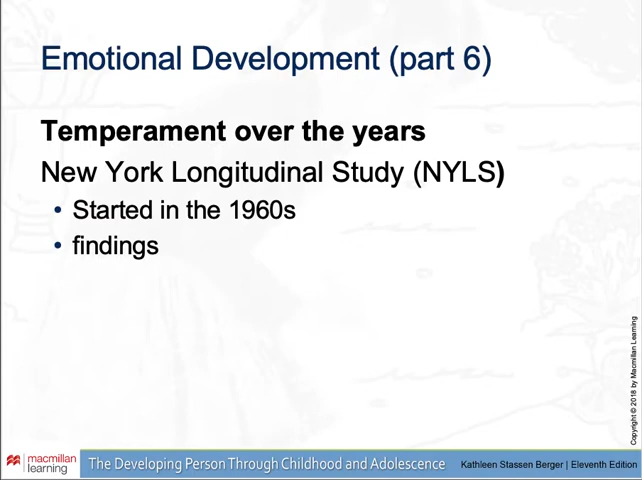 Emotional Development (part 6)
Temperament over the years
New York Longitudinal Study (NYLS)
• Started in the 1960s
• findings
Copyright © 2018 by Macmillan Learning
macmillan
learning
The Developing Person Through Childhood and Adolescence
Kathleen Stassen Berger | Eleventh Edition